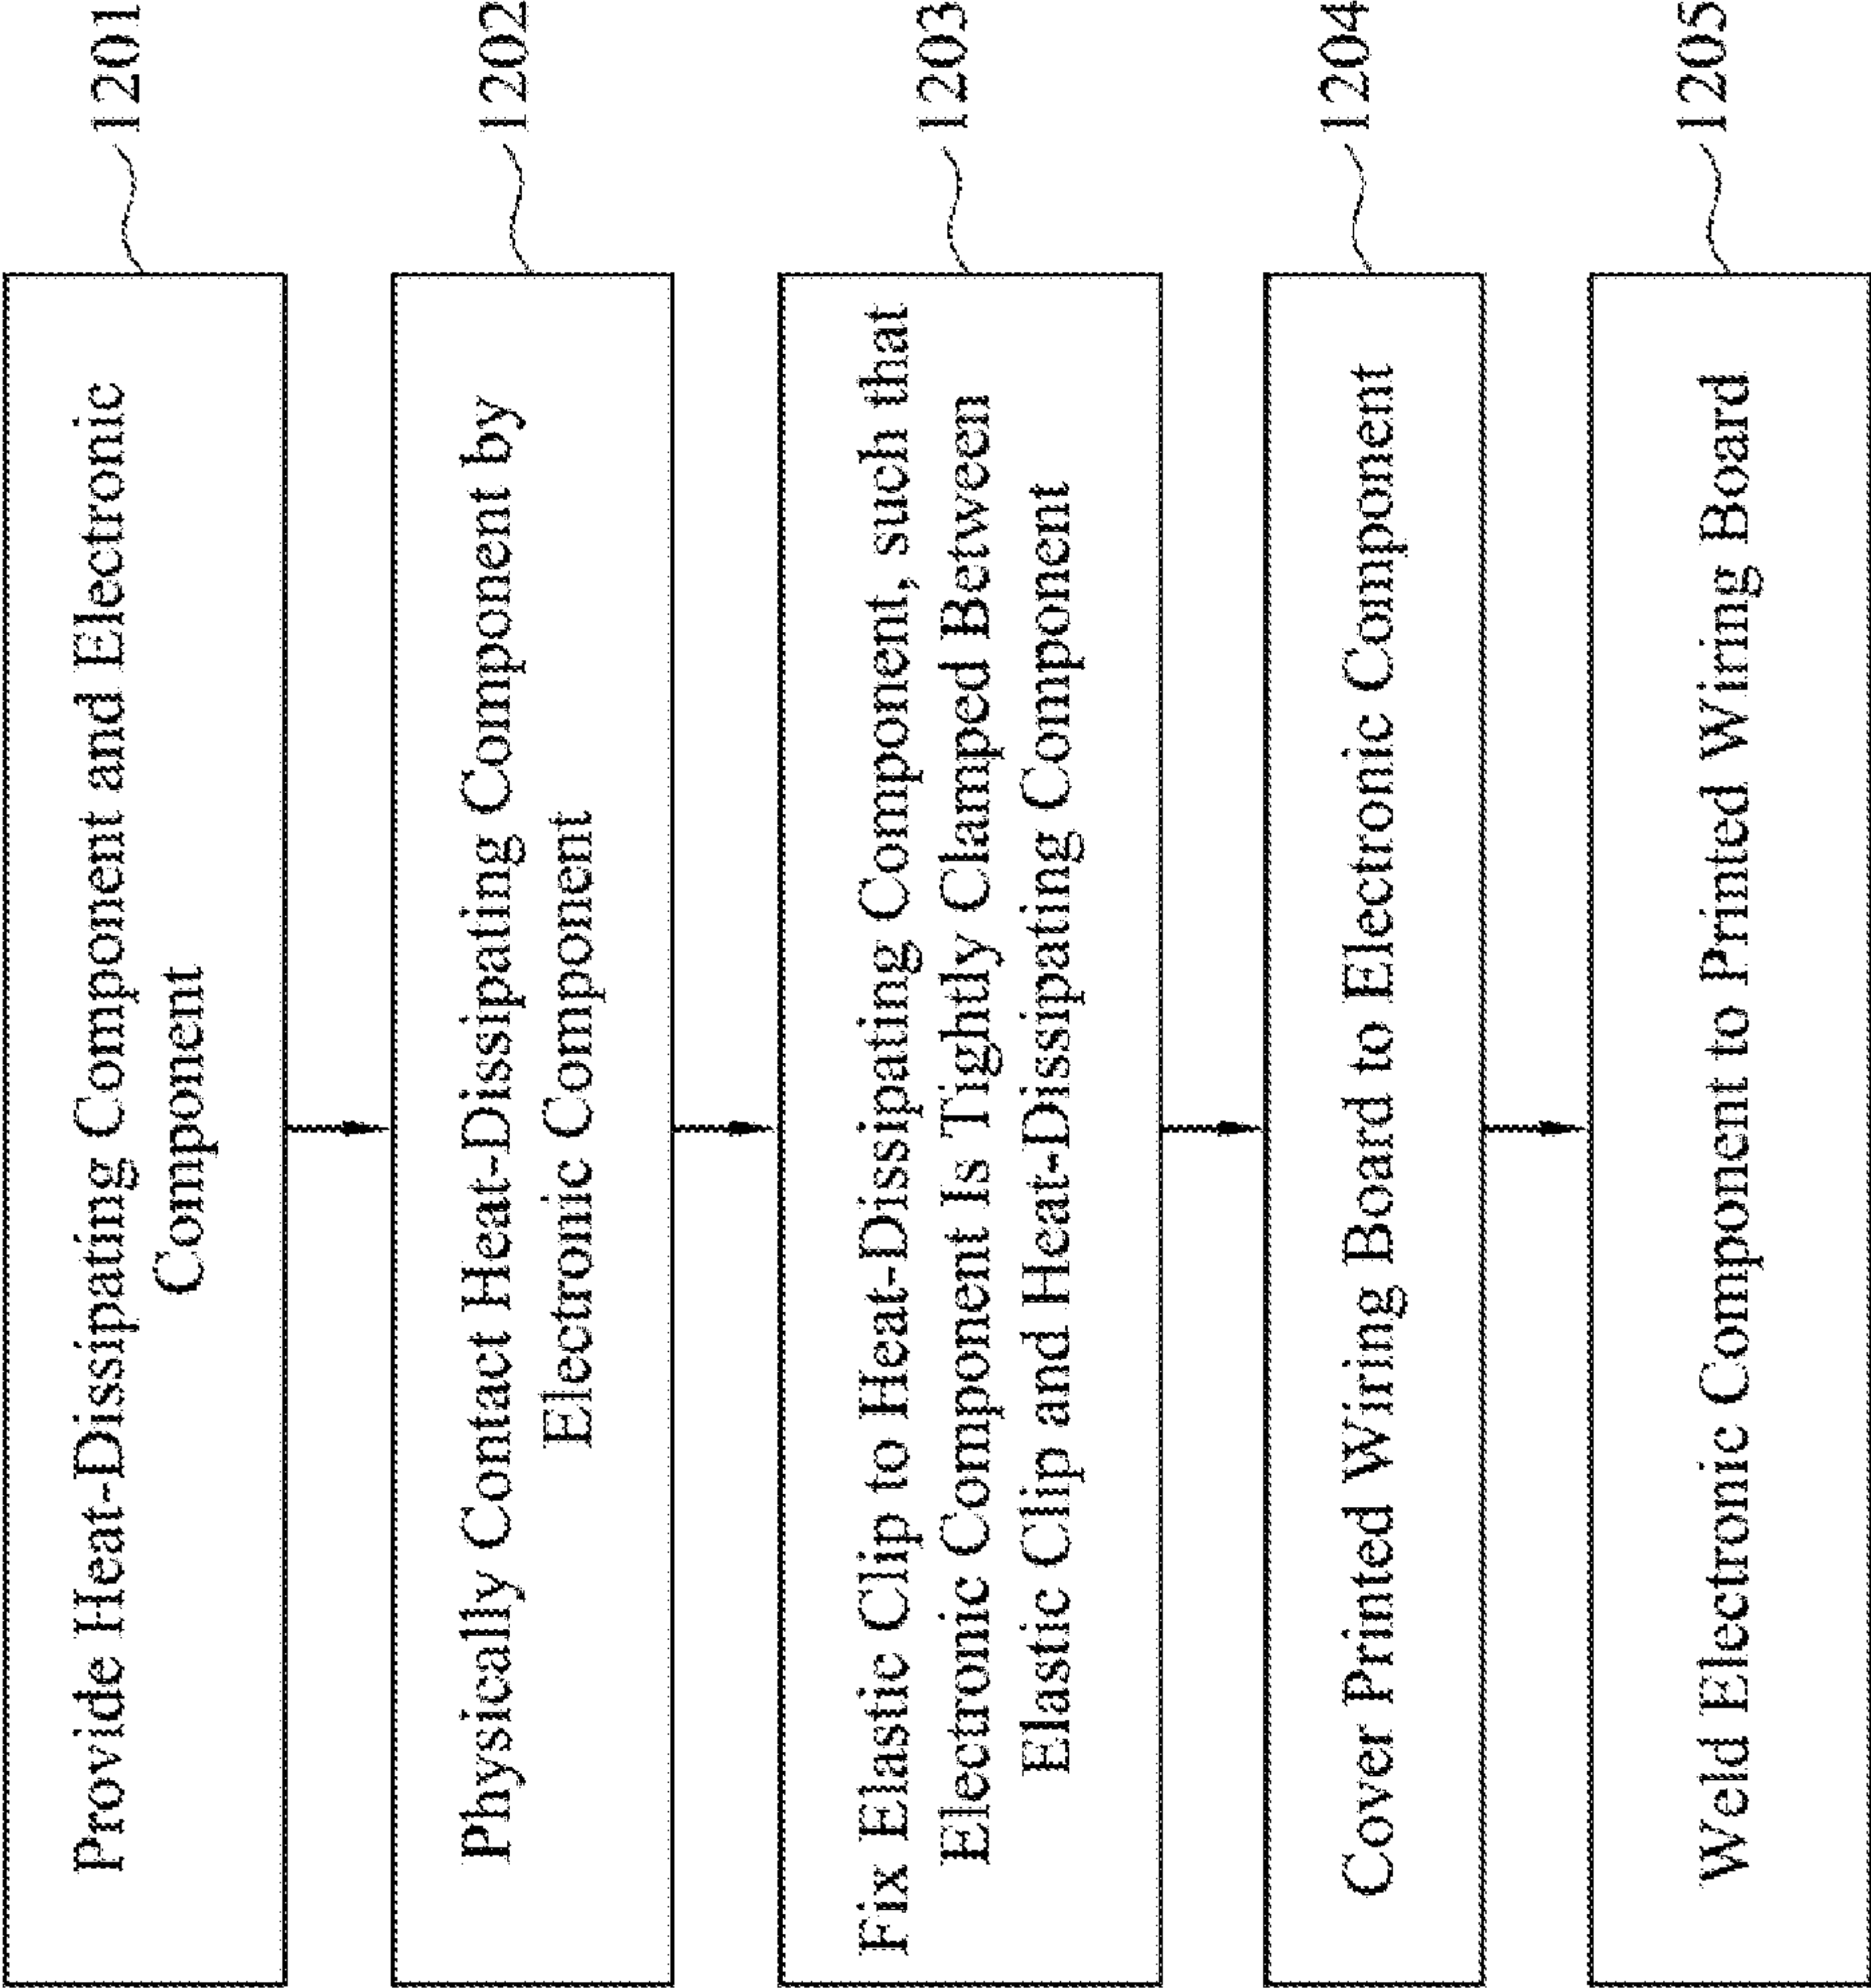 Provide Heat-Dissipating Component and Electronic
Component
1201
Physically Contact Heat-Dissipating Component by
Electronic Component
1202
Fix Elastic Clip to Heat-Dissipating Component, such that
Electronic Component Is Tightly Clamped Between
Elastic Clip and Heat-Dissipating Component
1203
Cover Printed Wiring Board to Electronic Component
1204
Weld Electronic Component to Printed Wiring Board
1205